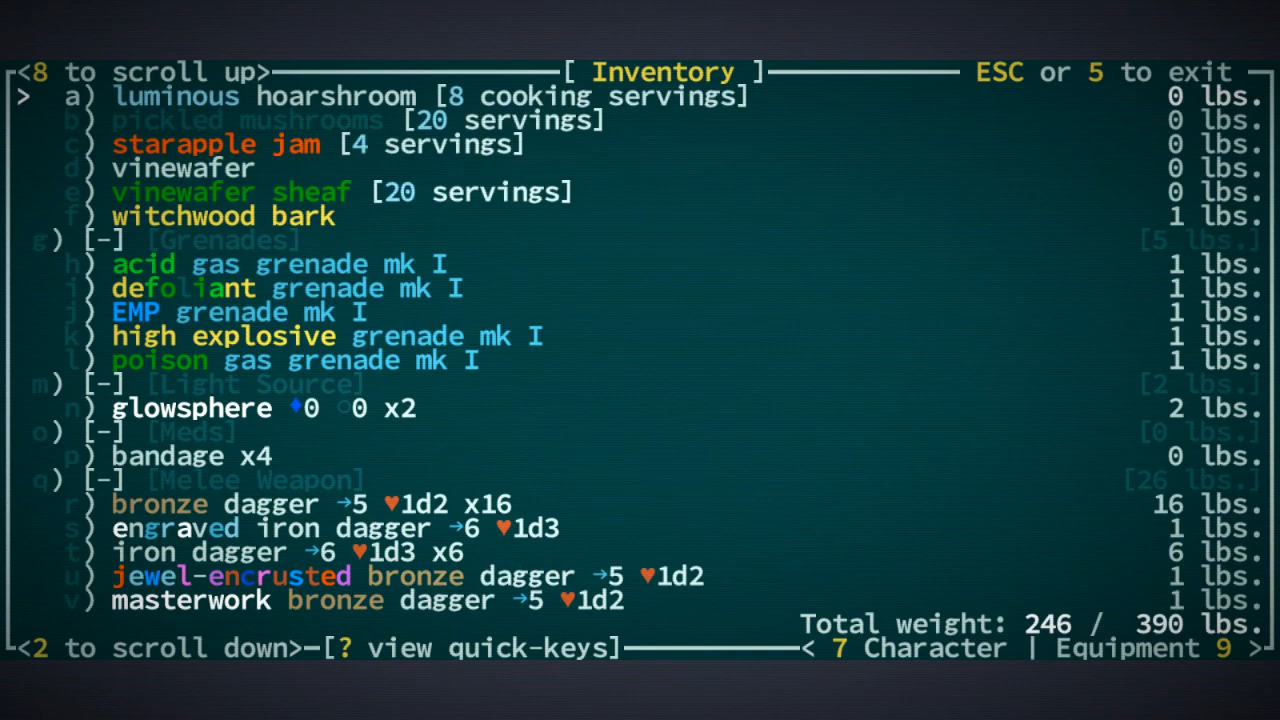 <8 to scroll up> [ Inventory ] ESC or 5 to exit
> a) luminous hoarshroom [8 cooking servings] 0 lbs.
b) pickled mushrooms [20 servings] 0 lbs.
c) starapple jam [4 servings] 0 lbs.
d) vinewafer 0 lbs.
e) vinewafer sheaf [20 servings] 0 lbs.
f) witchwood bark 1 lbs.
g) [-] [Grenades] [5 lbs.]
h) acid gas grenade mk I 1 lbs.
i) defoliant grenade mk I 1 lbs.
j) EMP grenade mk I 1 lbs.
k) high explosive grenade mk I 1 lbs.
l) poison gas grenade mk I 1 lbs.
m) [-] [Light Source] [2 lbs.]
n) glowsphere ♦0 ○0 x2 2 lbs.
o) [-] [Meds] [0 lbs.]
p) bandage x4 0 lbs.
q) [-] [Melee Weapon] [26 lbs.]
r) bronze dagger →5 ♥1d2 x16 16 lbs.
s) engraved iron dagger →6 ♥1d3 1 lbs.
t) iron dagger →6 ♥1d3 x6 6 lbs.
u) jewel-encrusted bronze dagger →5 ♥1d2 1 lbs.
v) masterwork bronze dagger →5 ♥1d2 1 lbs.
Total weight: 246 / 390 lbs.
<2 to scroll down> [? view quick-keys] < 7 Character | Equipment 9 >